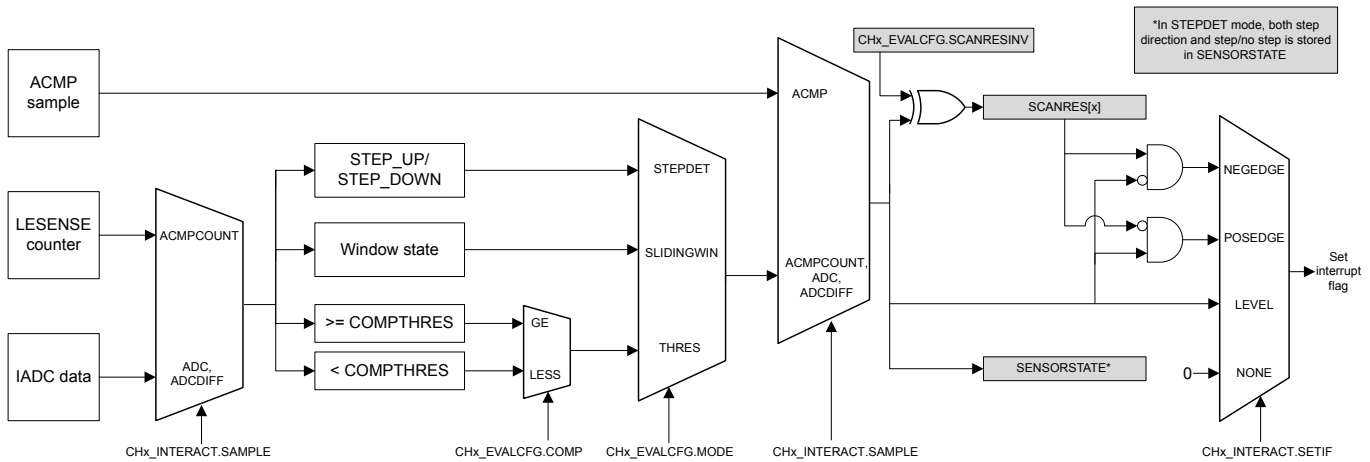 *In STEPDET mode, both step
direction and step/no step is stored
in SENSORSTATE
CHx_EVALCFG.SCANRESINV
ACMP
sample
ACMP
SCANRES[x]
STEP_UP/
STEP_DOWN
STEPDET
NEGEDGE
LESENSE
counter
ACMPCOUNT
Window state
SLIDINGWIN
POSEDGE
ACMPCOUNT,
ADC,
ADCDIFF
Set
interrupt
flag
>= COMPTHRES
GE
LEVEL
IADC data
ADC,
ADCDIFF
< COMPTHRES
LESS
THRES
SENSORSTATE*
0
NONE
CHx_INTERACT.SAMPLE
CHx_EVALCFG.COMP
CHx_EVALCFG.MODE
CHx_INTERACT.SAMPLE
CHx_INTERACT.SETIF